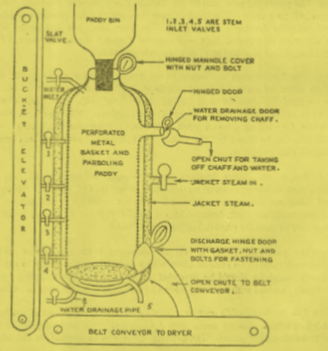 PADDY BIN
1,2,3,4,5 ARE STEM
INLET VALVES
SLAT
VALVE.
HINGED MANHOLE COVER
WITH NUT AND BOLT
WATER
INLET
HINGED DOOR
WATER DRAINAGE DOOR
FOR REMOVING CHAFF.
BUCKET ELEVATOR
PERFORATED
METAL
BASKET AND
PARBOLING
PADDY
OPEN CHUT FOR TAKING
OFF CHAFF AND WATER.
1
JACKET STEAM IN.
2
JACKET STEAM.
3
DISCHARGE HINGE DOOR
WITH GASKET, NUT AND
BOLTS FOR FASTENING
4
OPEN CHUTE TO BELT
CONVEYOR.
5
WATER DRAINAGE PIPE
BELT CONVEYOR TO DRYER